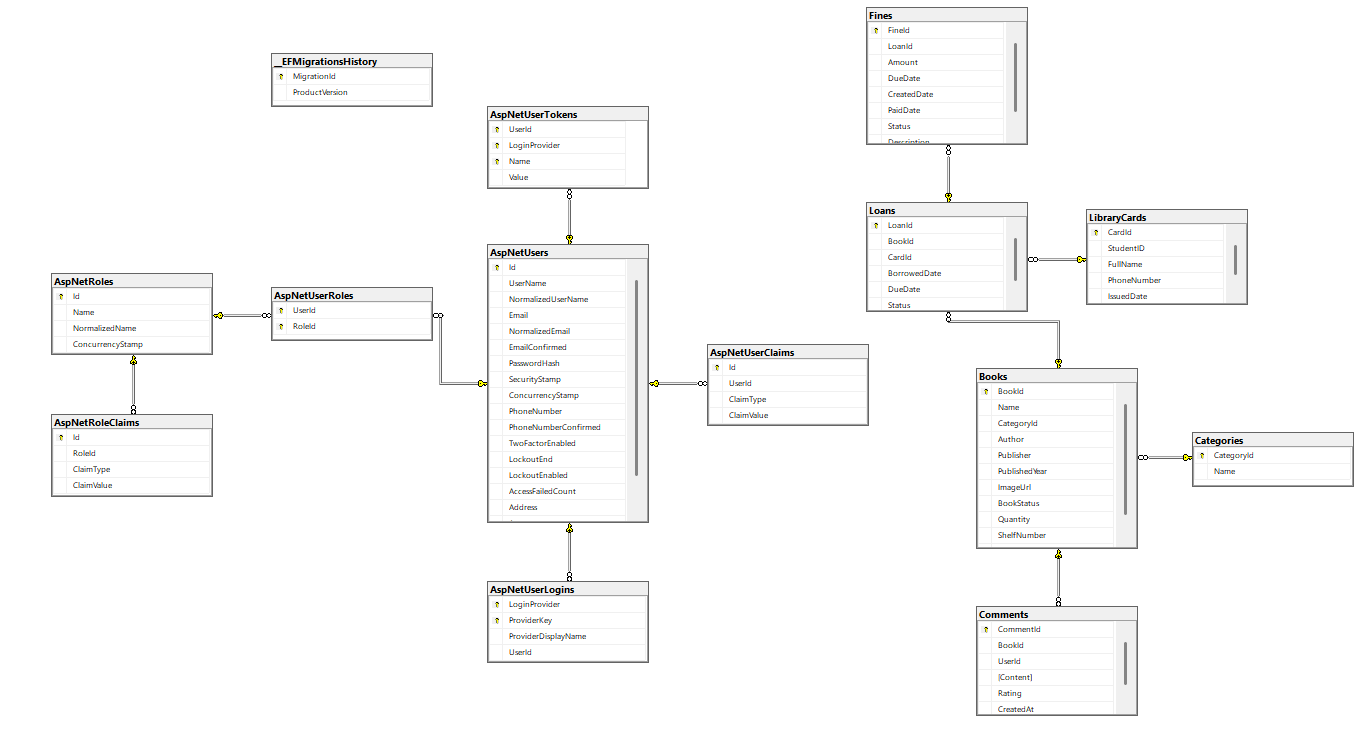 __EFMigrationsHistory
MigrationId
ProductVersion
AspNetUserTokens
UserId
LoginProvider
Name
Value
AspNetRoles
Id
Name
NormalizedName
ConcurrencyStamp
AspNetUserRoles
UserId
RoleId
AspNetUsers
Id
UserName
NormalizedUserName
Email
NormalizedEmail
EmailConfirmed
PasswordHash
SecurityStamp
ConcurrencyStamp
PhoneNumber
PhoneNumberConfirmed
TwoFactorEnabled
LockoutEnd
LockoutEnabled
AccessFailedCount
Address
AspNetRoleClaims
Id
RoleId
ClaimType
ClaimValue
AspNetUserClaims
Id
UserId
ClaimType
ClaimValue
AspNetUserLogins
LoginProvider
ProviderKey
ProviderDisplayName
UserId
Fines
FineId
LoanId
Amount
DueDate
CreatedDate
PaidDate
Status
Description
Loans
LoanId
BookId
CardId
BorrowedDate
DueDate
Status
LibraryCards
CardId
StudentID
FullName
PhoneNumber
IssuedDate
Books
BookId
Name
CategoryId
Author
Publisher
PublishedYear
ImageUrl
BookStatus
Quantity
ShelfNumber
Categories
CategoryId
Name
Comments
CommentId
BookId
UserId
[Content]
Rating
CreatedAt